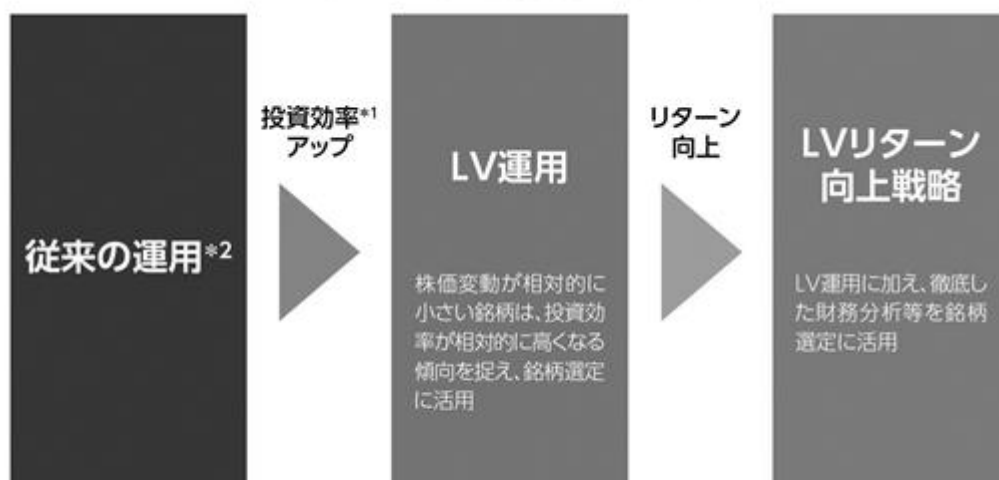 従来の運用*2
投資効率*1
アップ
LV運用
株価変動が相対的に
小さい銘柄は、投資効
率が相対的に高くなる
傾向を捉え、銘柄選定
に活用
リターン
向上
LVリターン
向上戦略
LV運用に加え、徹底し
た財務分析等を銘柄
選定に活用